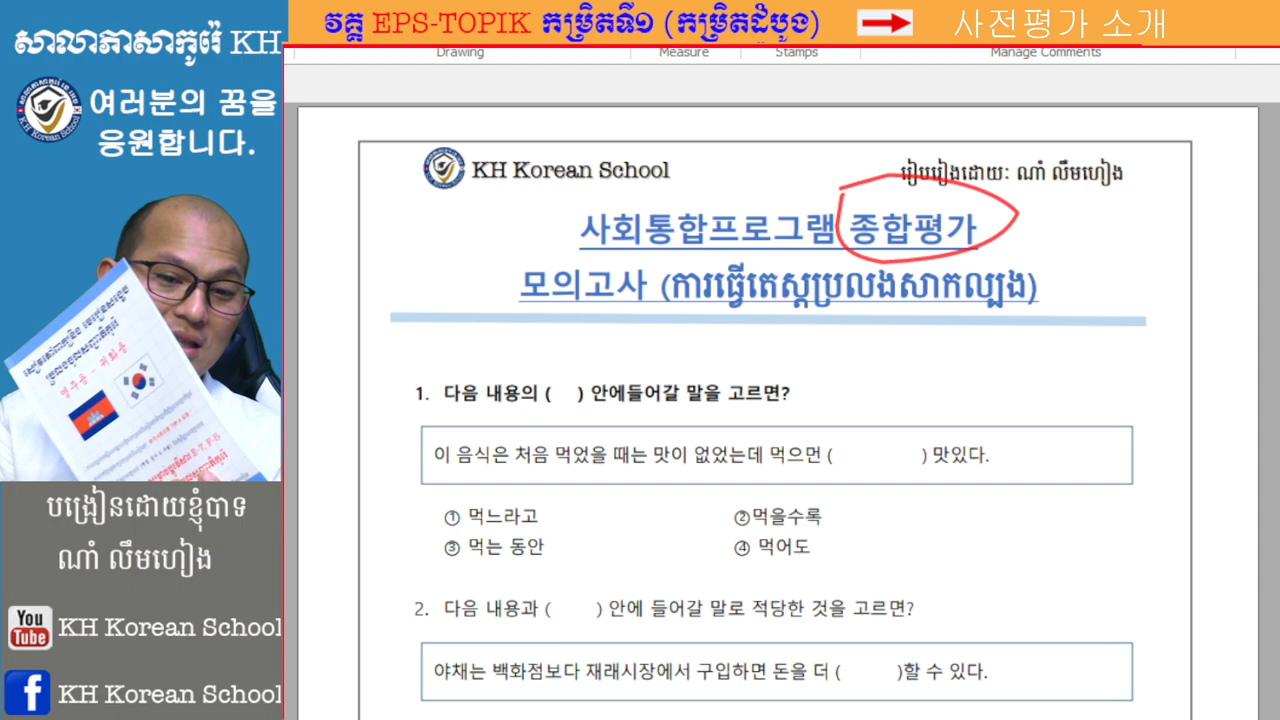 សាលាភាសាកូរ៉េ KH
여러분의 꿈을
응원합니다.
បង្រៀនដោយខ្ញុំបាទ
ណាំ លឹមហៀង
You Tube KH Korean School
f KH Korean School
វគ្គ EPS-TOPIK កម្រិតទី១ (កម្រិតដំបូង) 사전평가 소개
Drawing Measure Stamps Manage Comments
KH Korean School រៀបរៀងដោយ: ណាំ លឹមហៀង
사회통합프로그램 종합평가
모의고사 (ការធ្វើតេស្តប្រលងសាកល្បង)
1. 다음 내용의 ( ) 안에들어갈 말을 고르면?
이 음식은 처음 먹었을 때는 맛이 없었는데 먹으먼 ( ) 맛있다.
① 먹느라고 ②먹을수록
③ 먹는 동안 ④ 먹어도
2. 다음 내용과 ( ) 안에 들어갈 말로 적당한 것을 고르면?
야채는 백화점보다 재래시장에서 구입하면 돈을 더 ( )할 수 있다.